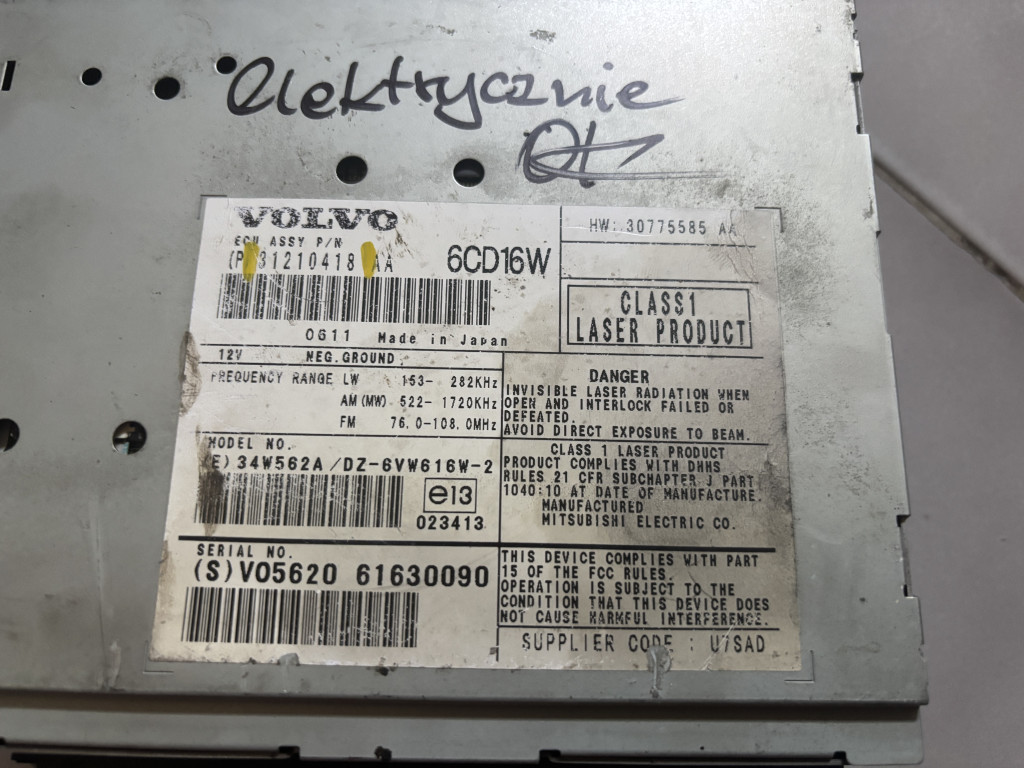 elektrycznie
OK
VOLVO
ECU ASSY P/N
(P 31210418 AA
6CD16W
HW: 30775585 AA
CLASS1
LASER PRODUCT
0611 Made in Japan
12V NEG. GROUND
FREQUENCY RANGE LW 153- 282KHz
AM (MW) 522- 1720KHz
FM 76.0-108.0MHz
DANGER
INVISIBLE LASER RADIATION WHEN
OPEN AND INTERLOCK FAILED OR
DEFEATED.
AVOID DIRECT EXPOSURE TO BEAM.
MODEL NO.
E) 34W562A /DZ-6VW616W-2
e13
023413
CLASS 1 LASER PRODUCT
PRODUCT COMPLIES WITH DHHS
RULES 21 CFR SUBCHAPTER J PART
1040:10 AT DATE OF MANUFACTURE.
MANUFACTURED
MITSUBISHI ELECTRIC CO.
SERIAL NO.
(S) VO5620 61630090
THIS DEVICE COMPLIES WITH PART
15 OF THE FCC RULES.
OPERATION IS SUBJECT TO THE
CONDITION THAT THIS DEVICE DOES
NOT CAUSE HARMFUL INTERFERENCE.
SUPPLIER CODE : U7SAD